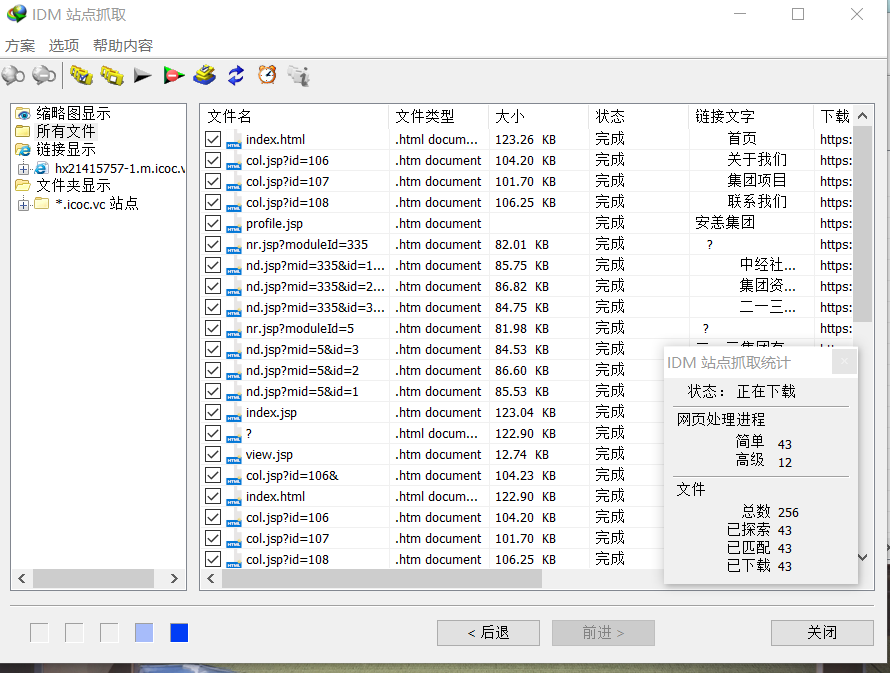 IDM 站点抓取
方案 选项 帮助内容
缩略图显示
所有文件
链接显示
hx21415757-1.m.icoc.v
文件夹显示
*.icoc.vc 站点
文件名 文件类型 大小 状态 链接文字 下载
index.html .html docum... 123.26 KB 完成 首页 https:
col.jsp?id=106 .htm document 104.20 KB 完成 关于我们 https:
col.jsp?id=107 .htm document 101.70 KB 完成 集团项目 https:
col.jsp?id=108 .htm document 106.25 KB 完成 联系我们 https:
profile.jsp .htm document 完成 安恙集团 https:
nr.jsp?moduleId=335 .htm document 82.01 KB 完成 ? https:
nd.jsp?mid=335&id=1... .htm document 85.75 KB 完成 中经社... https:
nd.jsp?mid=335&id=2... .htm document 86.82 KB 完成 集团资... https:
nd.jsp?mid=335&id=3... .htm document 84.75 KB 完成 二一三... https:
nr.jsp?moduleId=5 .htm document 81.98 KB 完成 ? https:
nd.jsp?mid=5&id=3 .htm document 84.53 KB 完成
nd.jsp?mid=5&id=2 .htm document 86.60 KB 完成
nd.jsp?mid=5&id=1 .htm document 85.53 KB 完成
index.jsp .htm document 123.04 KB 完成
? .html docum... 122.90 KB 完成
view.jsp .htm document 12.74 KB 完成
col.jsp?id=106& .htm document 104.23 KB 完成
index.html .html docum... 122.90 KB 完成
col.jsp?id=106 .htm document 104.20 KB 完成
col.jsp?id=107 .htm document 101.70 KB 完成
col.jsp?id=108 .htm document 106.25 KB 完成
IDM 站点抓取统计
状态： 正在下载
网页处理进程
简单 43
高级 12
文件
总数 256
已探索 43
已匹配 43
已下载 43
< 后退 前进 > 关闭